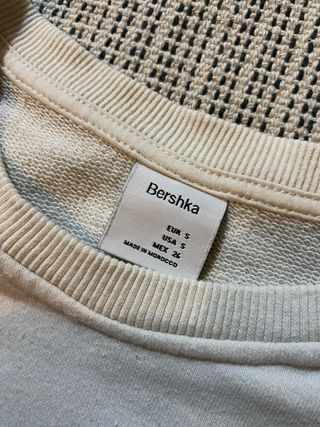 Bershka
EUR S
USA S
MEX 26
MADE IN MOROCCO